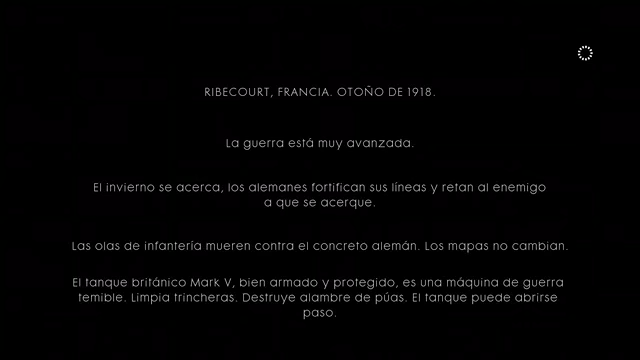 RIBECOURT, FRANCIA. OTOÑO DE 1918.
La guerra está muy avanzada.
El invierno se acerca, los alemanes fortifican sus líneas y retan al enemigo
a que se acerque.
Las olas de infantería mueren contra el concreto alemán. Los mapas no cambian.
El tanque británico Mark V, bien armado y protegido, es una máquina de guerra
temible. Limpia trincheras. Destruye alambre de púas. El tanque puede abrirse
paso.